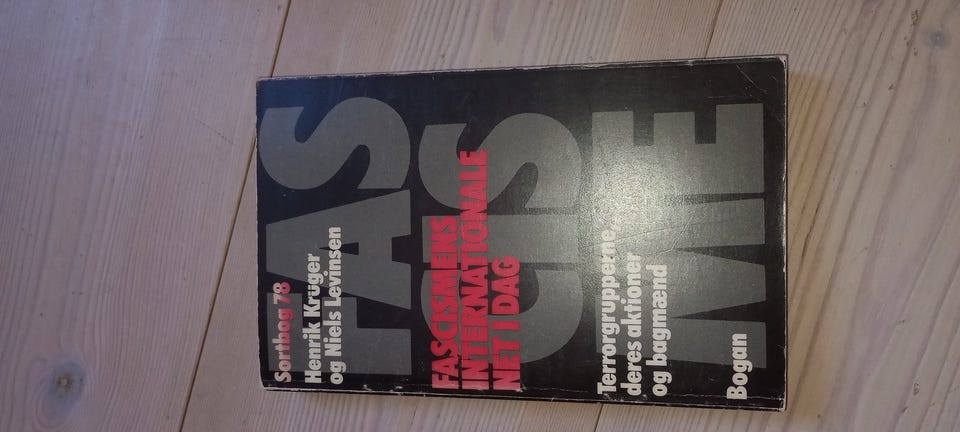 Sortbog 78
Henrik Krüger
og Niels Levinsen
FAS
CIS
ME
FASCISMENS
INTERNATIONALE
NET I DAG
Terrorgrupperne,
deres aktioner
og bagmænd
Bogan